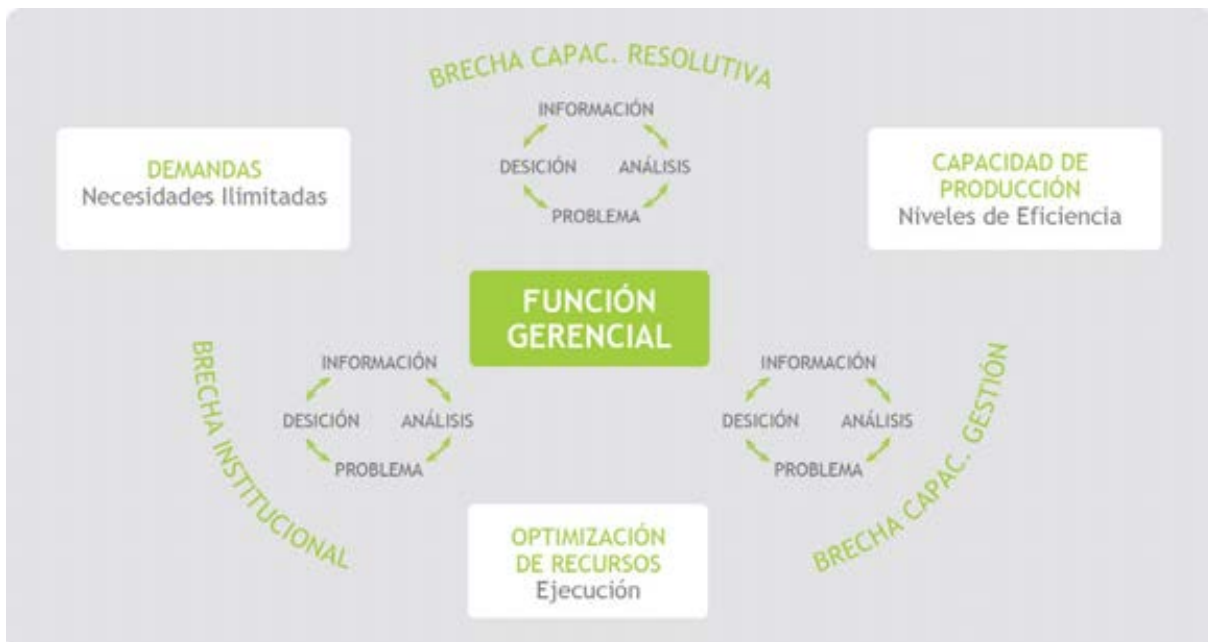 BRECHA CAPAC. RESOLUTIVA
INFORMACIÓN
DESICIÓN
ANÁLISIS
PROBLEMA
DEMANDAS
Necesidades Ilimitadas
CAPACIDAD DE
PRODUCCIÓN
Niveles de Eficiencia
FUNCIÓN
GERENCIAL
BRECHA INSTITUCIONAL
INFORMACIÓN
DESICIÓN
ANÁLISIS
PROBLEMA
INFORMACIÓN
DESICIÓN
ANÁLISIS
PROBLEMA
BRECHA CAPAC. GESTIÓN
OPTIMIZACIÓN
DE RECURSOS
Ejecución